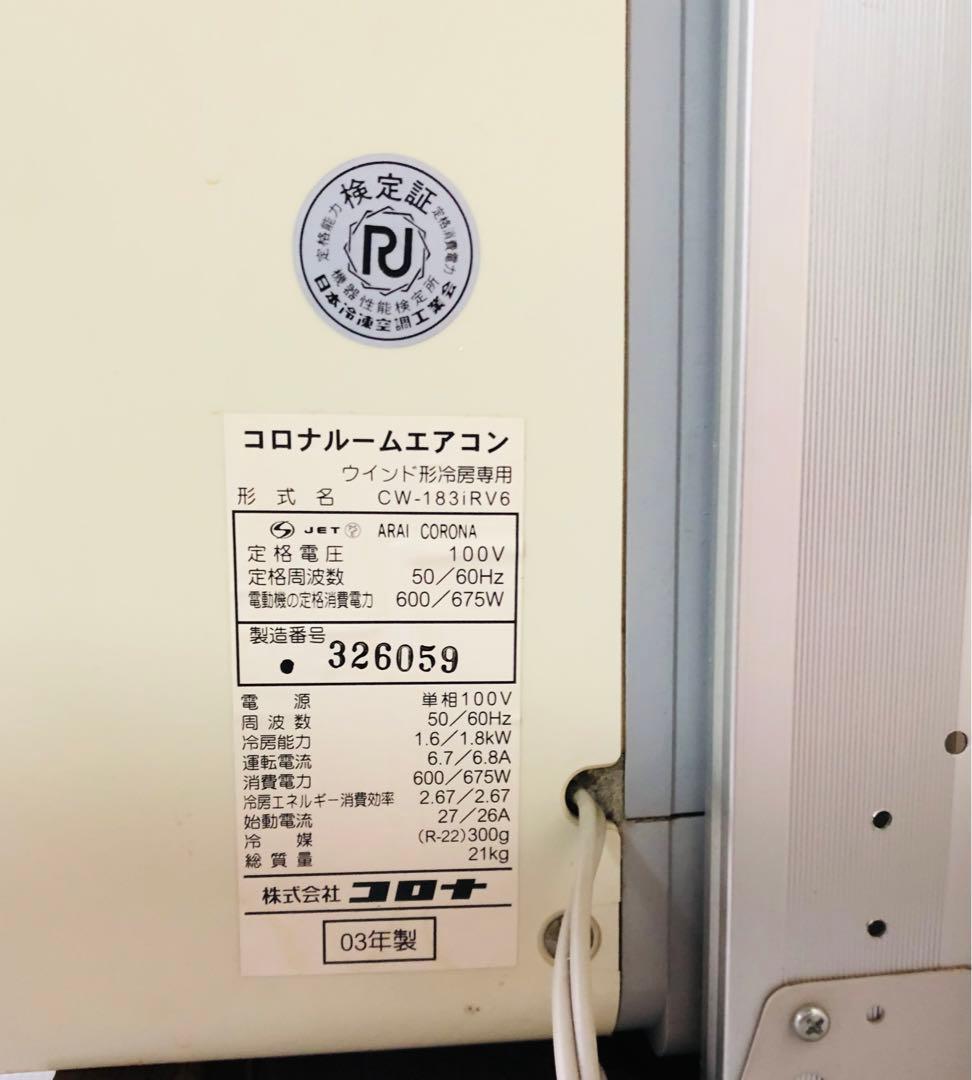 検定証
定格能力
定格消費電力
RJ
機器性能検定所
日本冷凍空調工業会
コロナルームエアコン
ウインド形冷房専用
形式名 CW-183iRV6
JET ARAI CORONA
定格電圧 100V
定格周波数 50/60Hz
電動機の定格消費電力 600/675W
製造番号
326059
電源 単相100V
周波数 50/60Hz
冷房能力 1.6/1.8kW
運転電流 6.7/6.8A
消費電力 600/675W
冷房エネルギー消費効率 2.67/2.67
始動電流 27/26A
冷媒 (R-22)300g
総質量 21kg
株式会社 コロナ
03年製